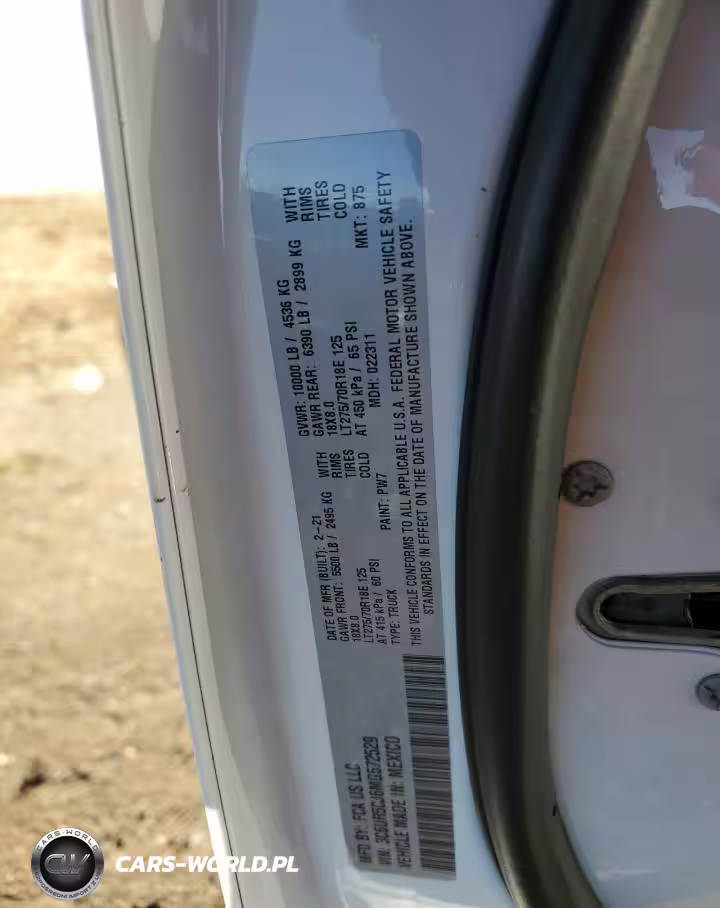 MFD BY: FCA US LLC
DATE OF MFR (BUILT): 2-21
GVWR: 10000 LB / 4536 KG
GAWR FRONT: 5500 LB / 2495 KG
WITH
18X8.0
RIMS
LT275/70R18E 125
TIRES
AT 415 kPa / 60 PSI
COLD
GAWR REAR: 6390 LB / 2899 KG
WITH
18X8.0
RIMS
LT275/70R18E 125
TIRES
AT 450 kPa / 65 PSI
COLD
VIN: 3C6UR5CJ6MG572529
TYPE: TRUCK
PAINT: PW7
MDH: 022311
MKT: 875
VEHICLE MADE IN: MEXICO
THIS VEHICLE CONFORMS TO ALL APPLICABLE U.S.A. FEDERAL MOTOR VEHICLE SAFETY
STANDARDS IN EFFECT ON THE DATE OF MANUFACTURE SHOWN ABOVE.
CARS-WORLD
CW
CARS-WORLD.PL